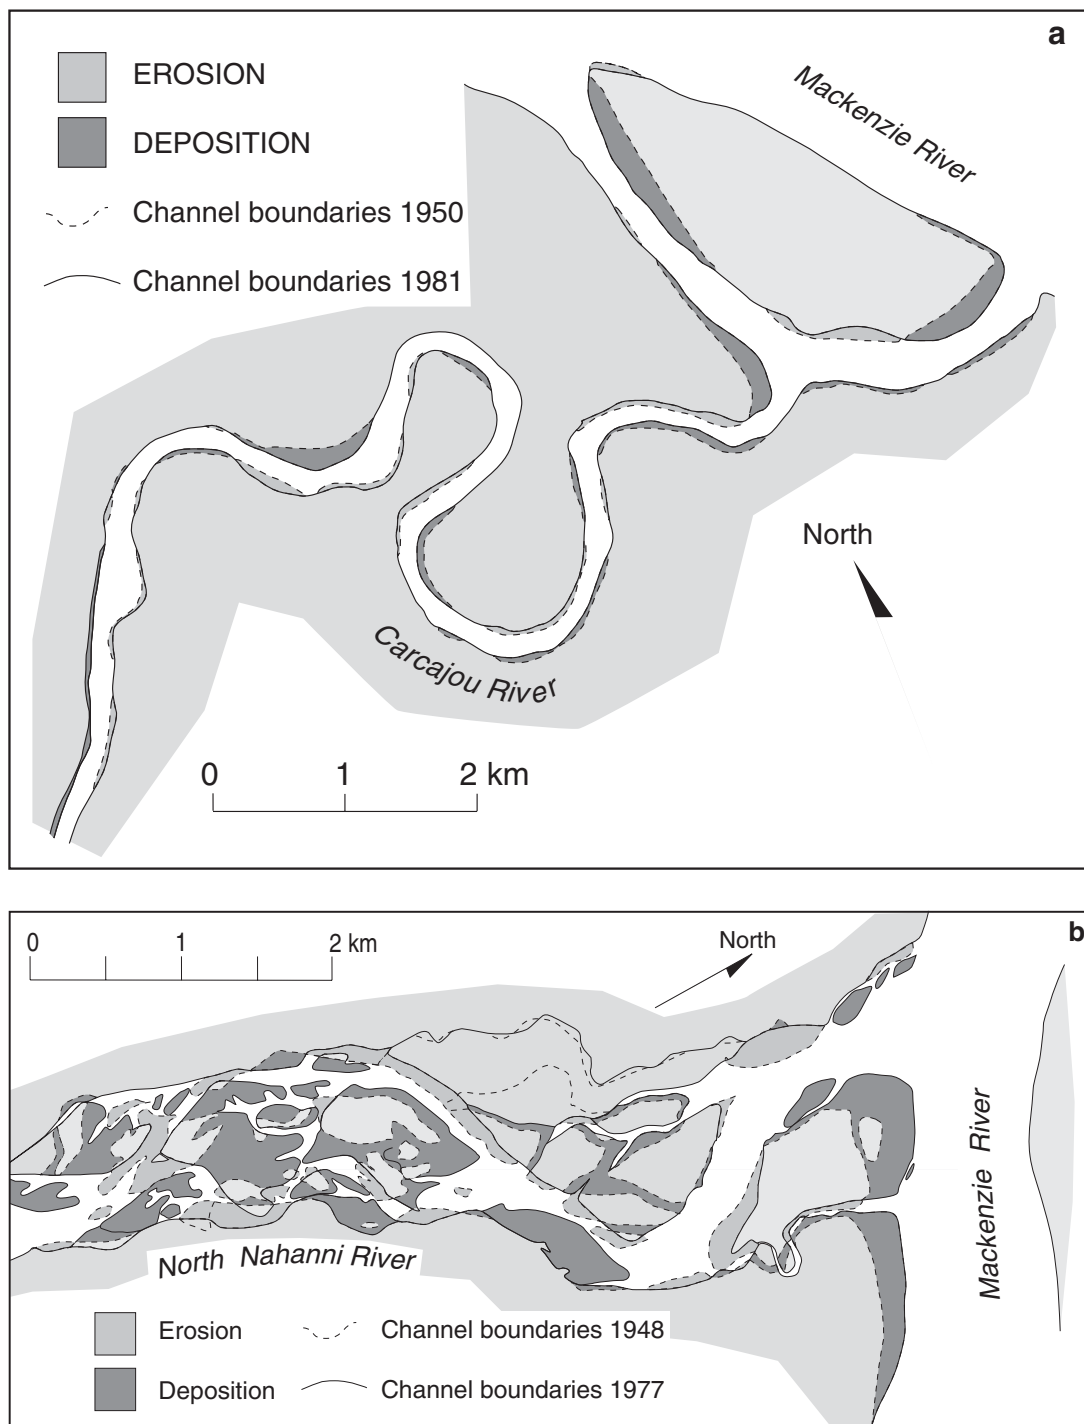 a
EROSION
DEPOSITION
Channel boundaries 1950
Channel boundaries 1981
Mackenzie River
North
Carcajou River
0 1 2 km
b
0 1 2 km
North
Mackenzie River
North Nahanni River
Erosion
Channel boundaries 1948
Deposition
Channel boundaries 1977